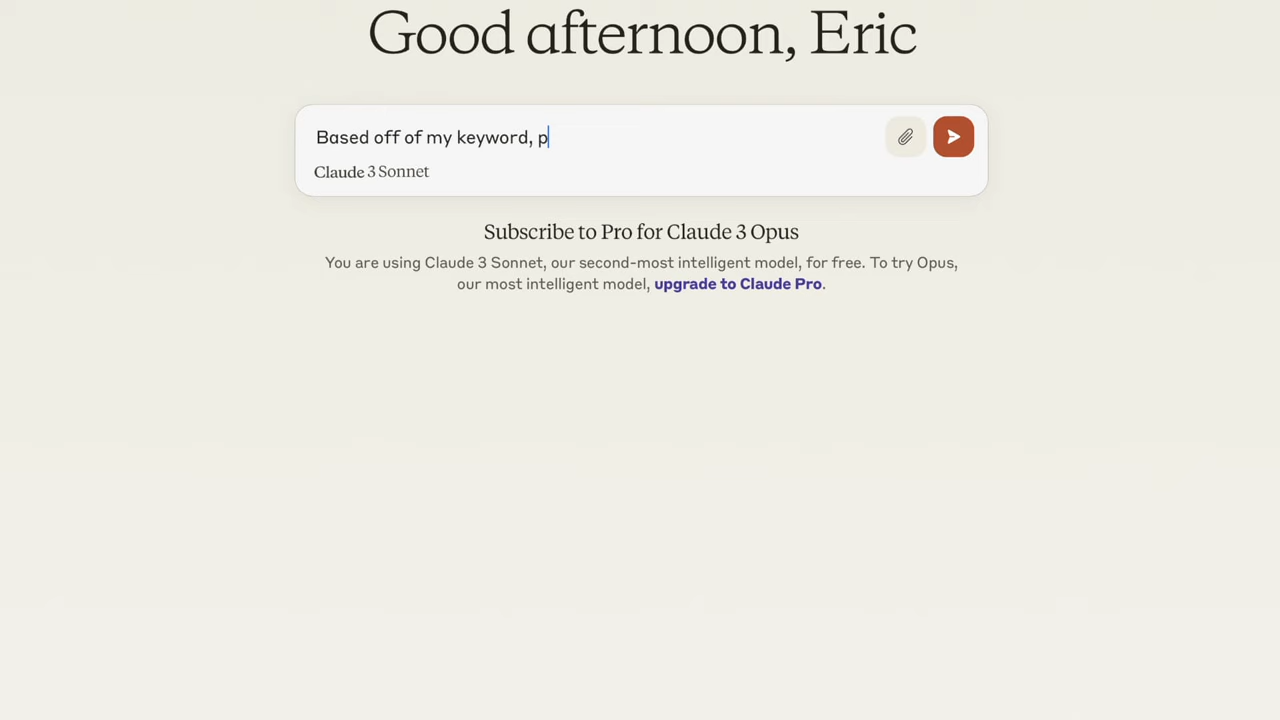 Good afternoon, Eric
Based off of my keyword, p
Claude 3 Sonnet
Subscribe to Pro for Claude 3 Opus
You are using Claude 3 Sonnet, our second-most intelligent model, for free. To try Opus,
our most intelligent model, upgrade to Claude Pro.